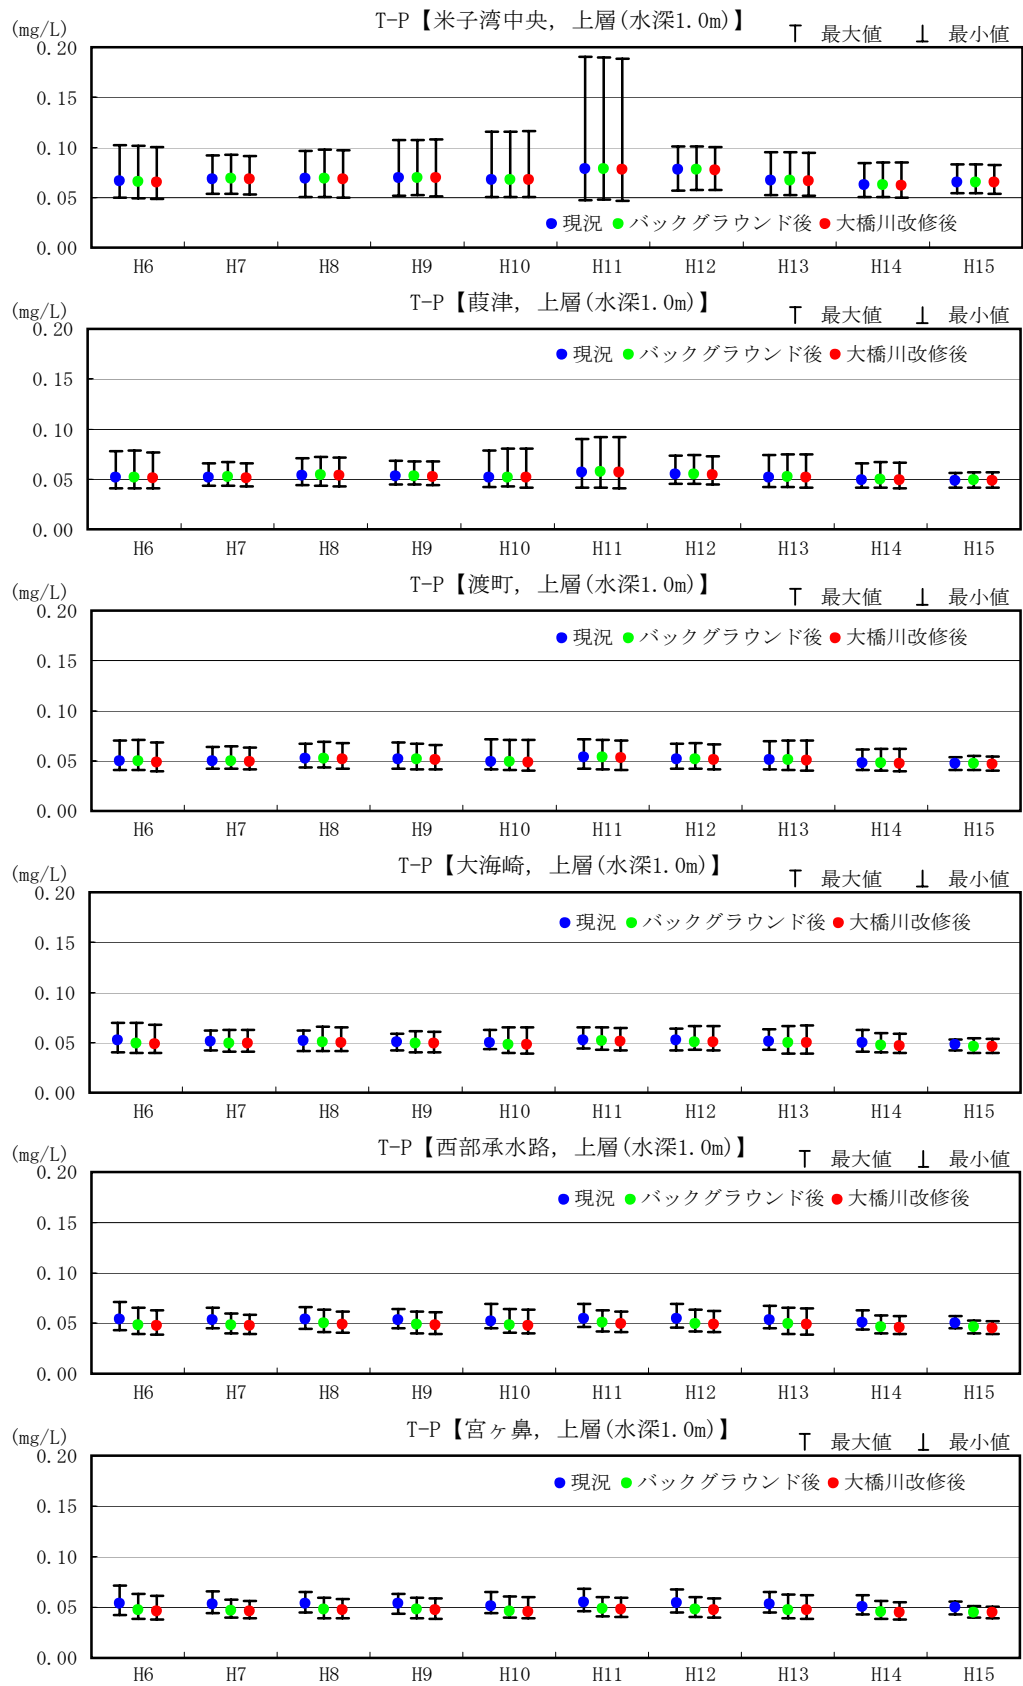 T-P【米子湾中央, 上層(水深1.0m)】
(mg/L) 最大値 最小値
0.20
0.15
0.10
0.05
現況 バックグラウンド後 大橋川改修後
0.00
H6 H7 H8 H9 H10 H11 H12 H13 H14 H15
T-P【葭津, 上層(水深1.0m)】
(mg/L) 最大値 最小値
0.20
現況 バックグラウンド後 大橋川改修後
0.15
0.10
0.05
0.00
H6 H7 H8 H9 H10 H11 H12 H13 H14 H15
T-P【渡町, 上層(水深1.0m)】
(mg/L) 最大値 最小値
0.20
現況 バックグラウンド後 大橋川改修後
0.15
0.10
0.05
0.00
H6 H7 H8 H9 H10 H11 H12 H13 H14 H15
T-P【大海崎, 上層(水深1.0m)】
(mg/L) 最大値 最小値
0.20
現況 バックグラウンド後 大橋川改修後
0.15
0.10
0.05
0.00
H6 H7 H8 H9 H10 H11 H12 H13 H14 H15
T-P【西部承水路, 上層(水深1.0m)】
(mg/L) 最大値 最小値
0.20
現況 バックグラウンド後 大橋川改修後
0.15
0.10
0.05
0.00
H6 H7 H8 H9 H10 H11 H12 H13 H14 H15
T-P【宮ヶ鼻, 上層(水深1.0m)】
(mg/L) 最大値 最小値
0.20
現況 バックグラウンド後 大橋川改修後
0.15
0.10
0.05
0.00
H6 H7 H8 H9 H10 H11 H12 H13 H14 H15